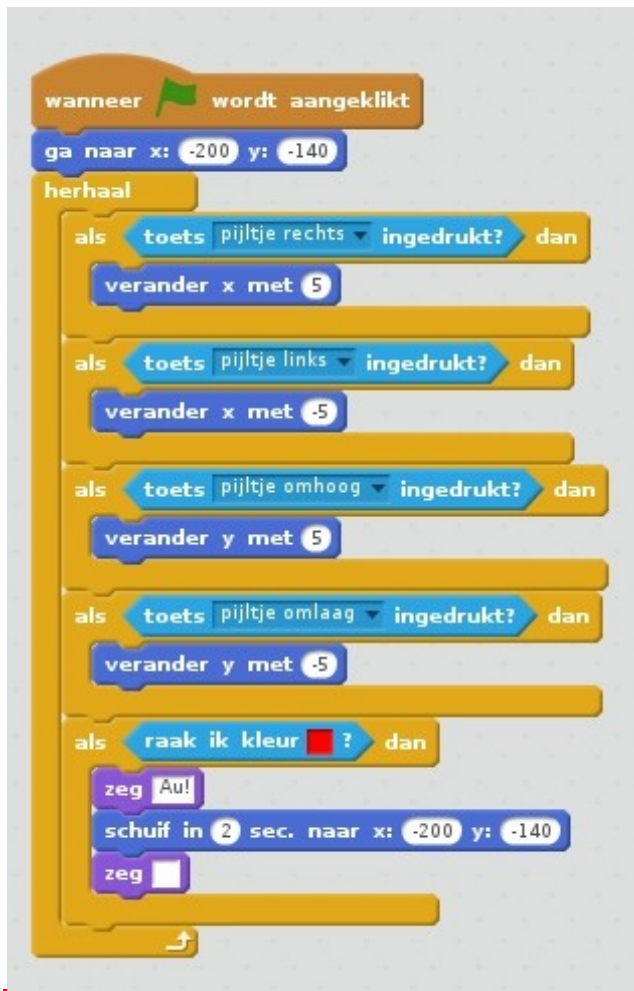 wanneer wordt aangeklikt
ga naar x: -200 y: -140
herhaal
als toets pijltje rechts ingedrukt? dan
verander x met 5
als toets pijltje links ingedrukt? dan
verander x met -5
als toets pijltje omhoog ingedrukt? dan
verander y met 5
als toets pijltje omlaag ingedrukt? dan
verander y met -5
als raak ik kleur ? dan
zeg Au!
schuif in 2 sec. naar x: -200 y: -140
zeg